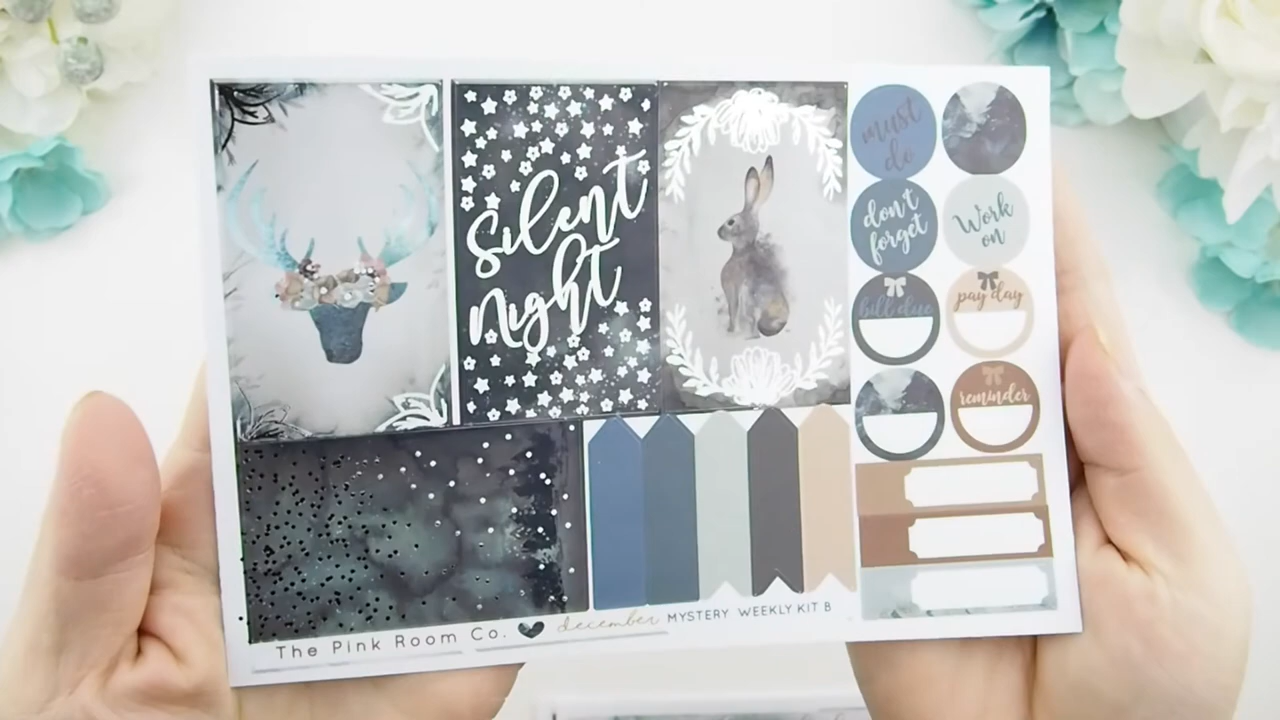 silent
night
must
do
don't
forget
Work
on
bill due
pay day
reminder
The Pink Room Co.
december MYSTERY WEEKLY KIT B